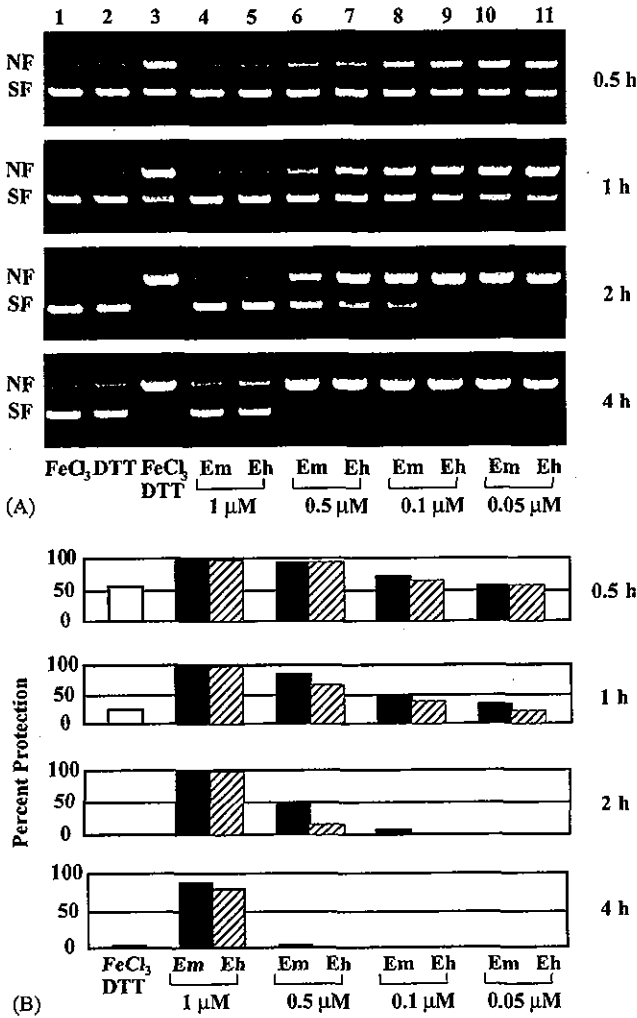 1 2 3 4 5 6 7 8 9 10 11
NF
SF
0.5 h
NF
SF
1 h
NF
SF
2 h
NF
SF
4 h
FeCl₃ DTT FeCl₃ Em Eh Em Eh Em Eh Em Eh
DTT
1 µM 0.5 µM 0.1 µM 0.05 µM
(A)
Percent Protection
100
50
0
0.5 h
100
50
0
1 h
100
50
0
2 h
100
50
0
4 h
FeCl₃ Em Eh Em Eh Em Eh Em Eh
DTT
1 µM 0.5 µM 0.1 µM 0.05 µM
(B)